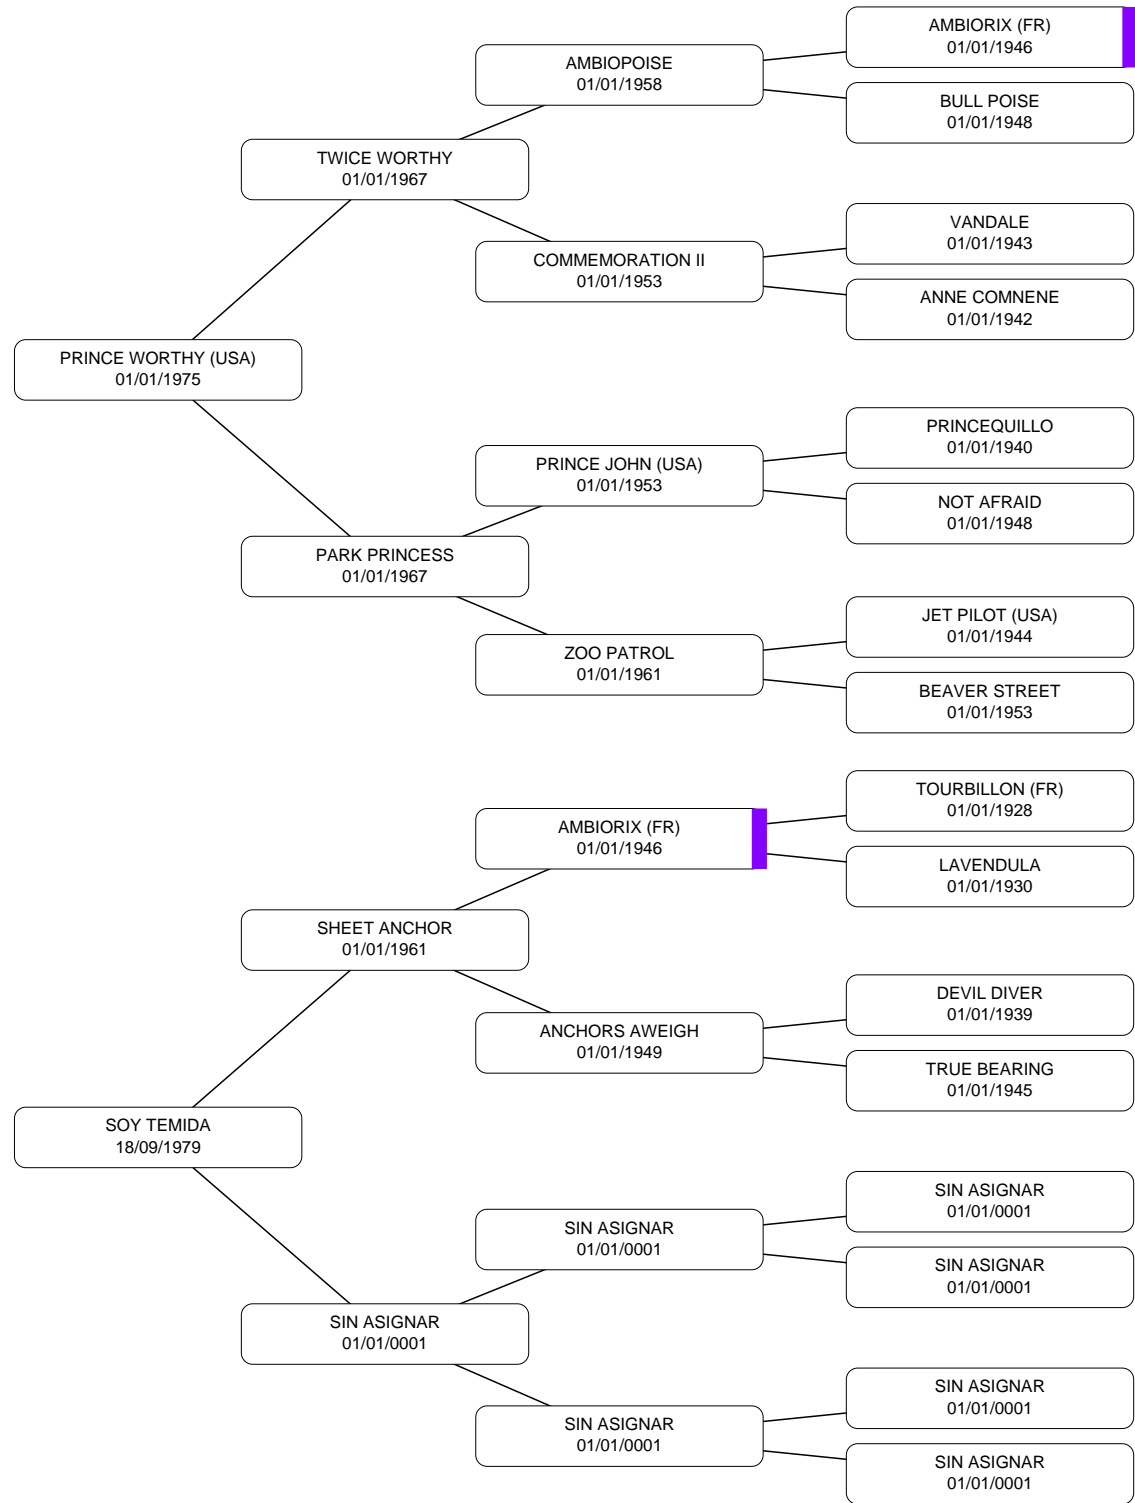 AMBIORIX (FR)
01/01/1946
AMBIOPOISE
01/01/1958
BULL POISE
01/01/1948
TWICE WORTHY
01/01/1967
VANDALE
01/01/1943
COMMEMORATION II
01/01/1953
ANNE COMNENE
01/01/1942
PRINCE WORTHY (USA)
01/01/1975
PRINCEQUILLO
01/01/1940
PRINCE JOHN (USA)
01/01/1953
NOT AFRAID
01/01/1948
PARK PRINCESS
01/01/1967
JET PILOT (USA)
01/01/1944
ZOO PATROL
01/01/1961
BEAVER STREET
01/01/1953
TOURBILLON (FR)
01/01/1928
AMBIORIX (FR)
01/01/1946
LAVENDULA
01/01/1930
SHEET ANCHOR
01/01/1961
DEVIL DIVER
01/01/1939
ANCHORS AWEIGH
01/01/1949
TRUE BEARING
01/01/1945
SOY TEMIDA
18/09/1979
SIN ASIGNAR
01/01/0001
SIN ASIGNAR
01/01/0001
SIN ASIGNAR
01/01/0001
SIN ASIGNAR
01/01/0001
SIN ASIGNAR
01/01/0001
SIN ASIGNAR
01/01/0001
SIN ASIGNAR
01/01/0001